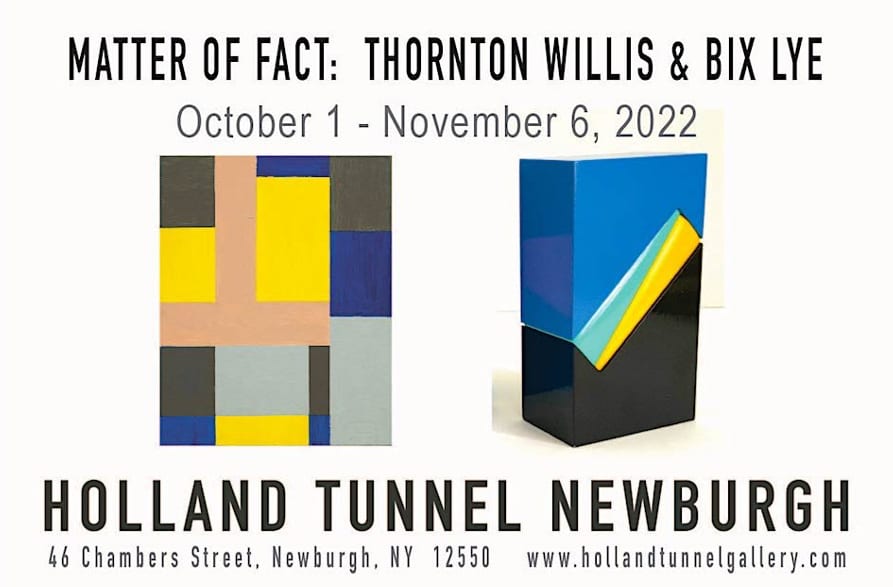 MATTER OF FACT: THORNTON WILLIS & BIX LYE
October 1 - November 6, 2022
HOLLAND TUNNEL NEWBURGH
46 Chambers Street, Newburgh, NY 12550 www.hollandtunnelgallery.com